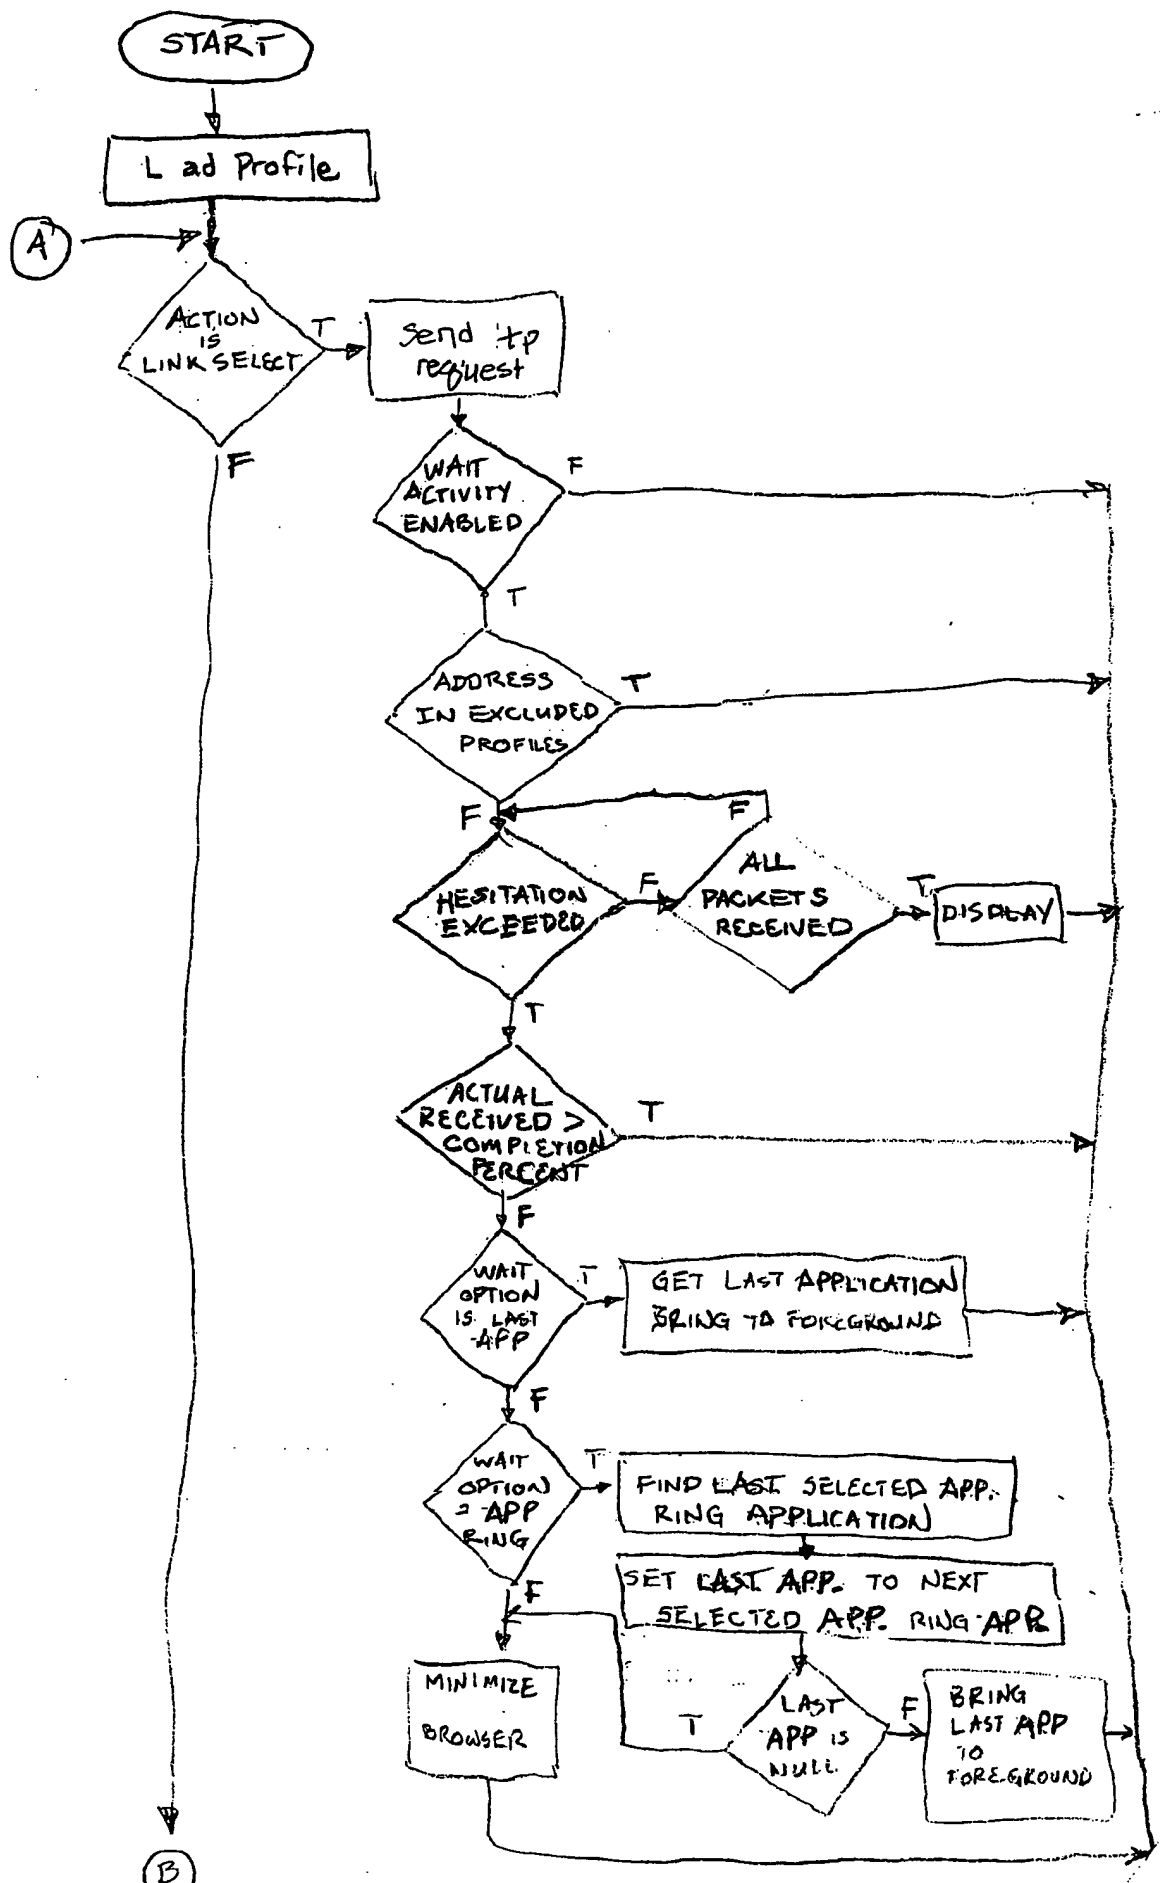 START
L ad Profile
A
ACTION
IS
LINK SELECT
T
F
Send tp
request
WAIT
ACTIVITY
ENABLED
F
T
ADDRESS
IN EXCLUDED
PROFILES
T
F
HESITATION
EXCEEDED
F
T
ALL
PACKETS
RECEIVED
F
T
DISPLAY
ACTUAL
RECEIVED >
COMPLETION
PERCENT
T
F
WAIT
OPTION
IS LAST
APP
T
F
GET LAST APPLICATION
BRING TO FOREGROUND
WAIT
OPTION
= APP
RING
T
F
FIND LAST SELECTED APP.
RING APPLICATION
SET LAST APP. TO NEXT
SELECTED APP. RING APP.
LAST
APP IS
NULL
T
F
BRING
LAST APP
TO
FOREGROUND
MINIMIZE
BROWSER
B